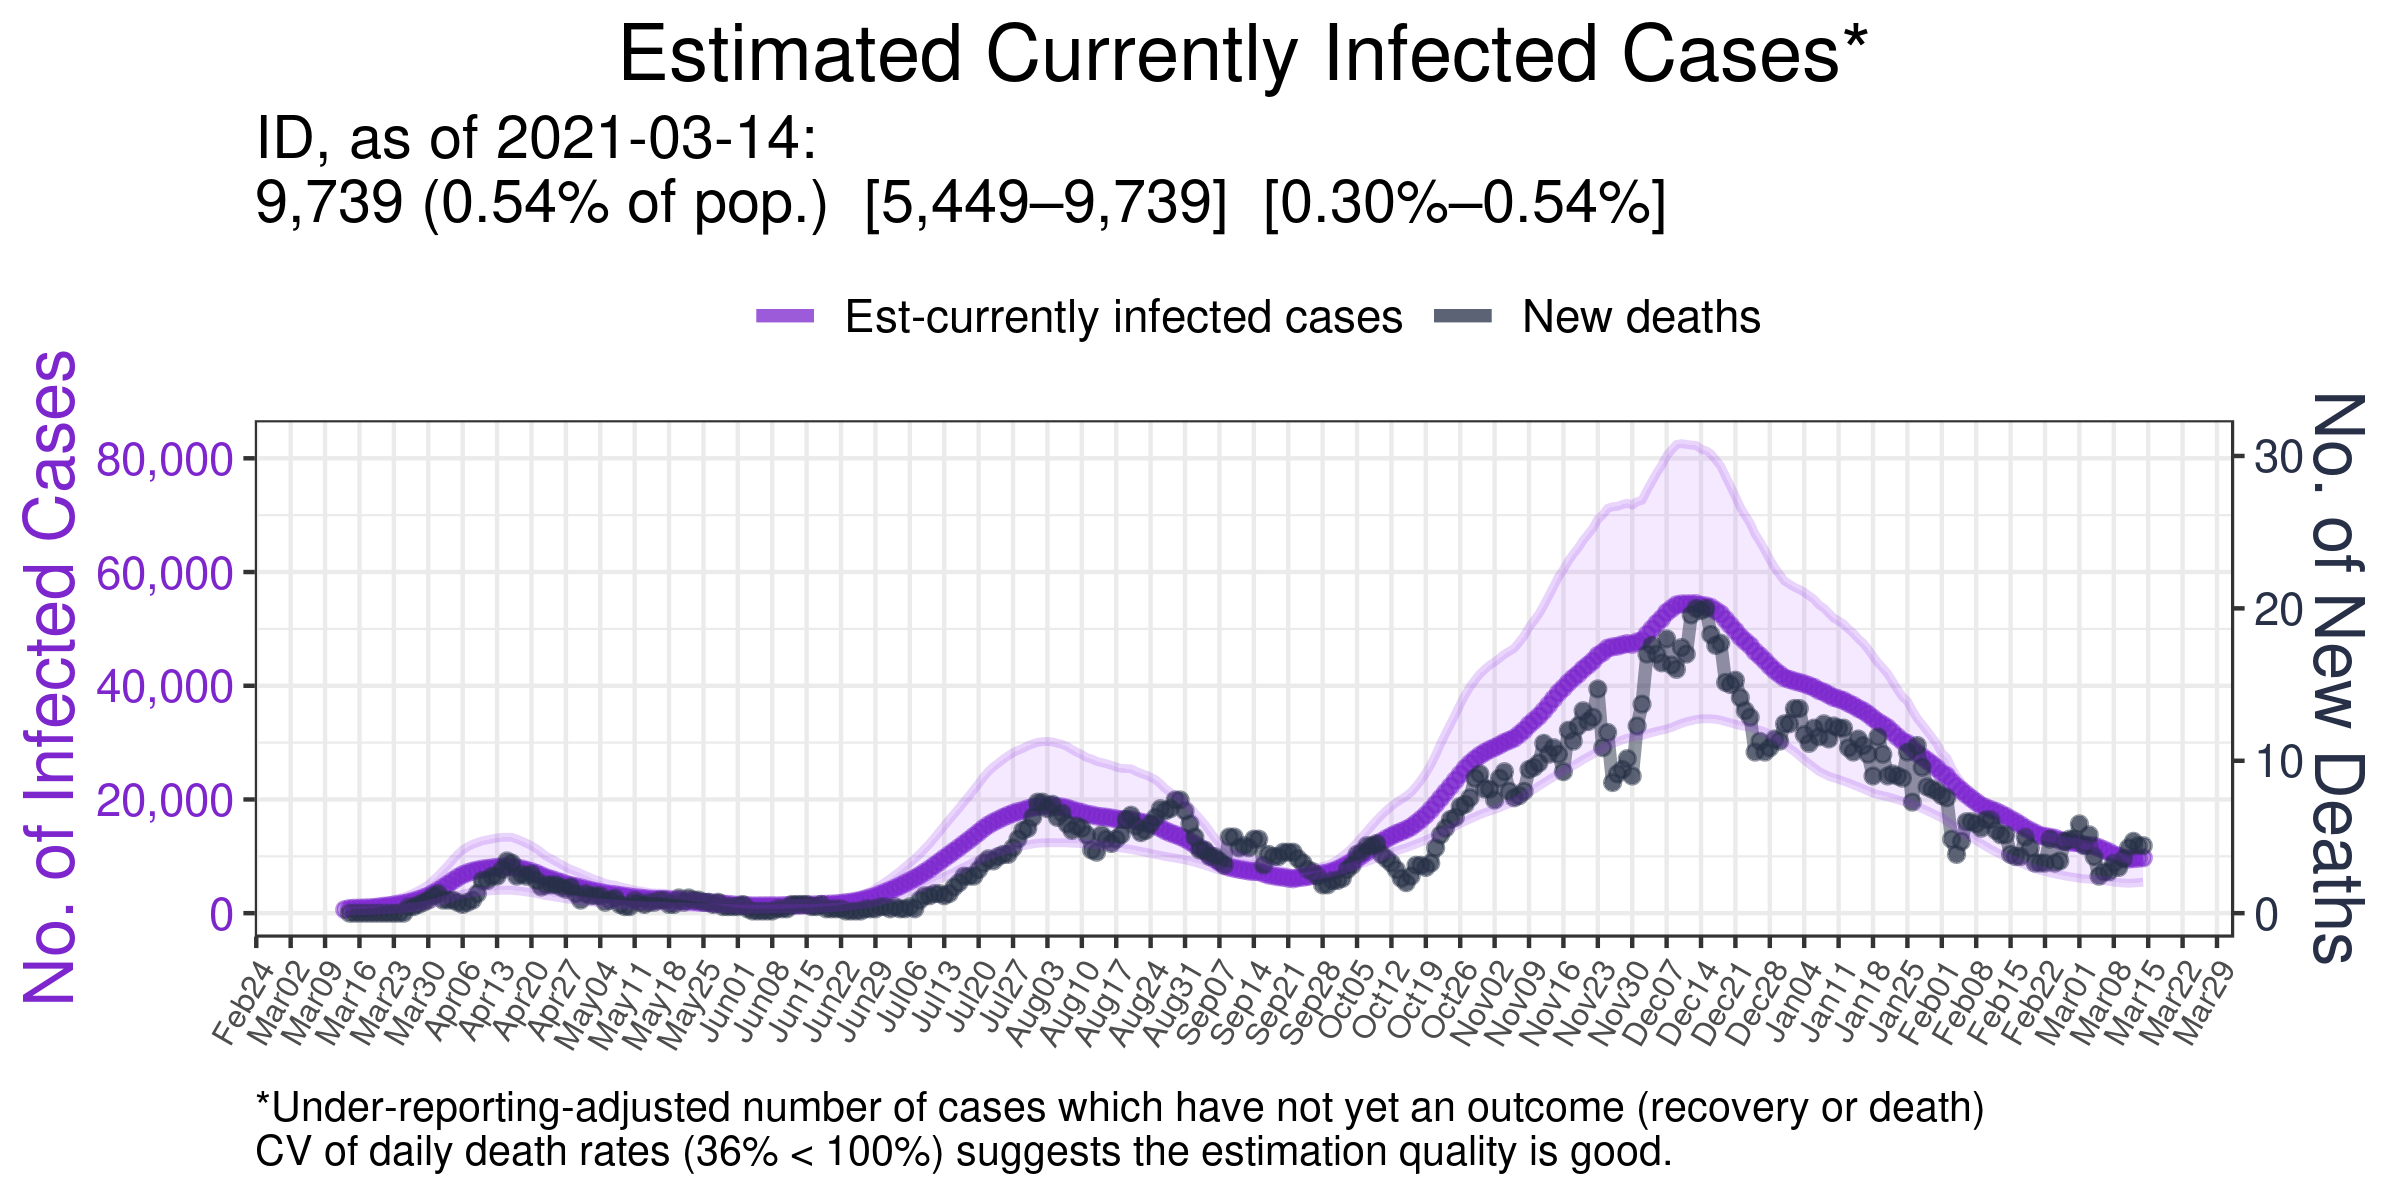 Estimated Currently Infected Cases*
ID, as of 2021-03-14:
9,739 (0.54% of pop.)  [5,449–9,739]  [0.30%–0.54%]
Est-currently infected cases
New deaths
No. of Infected Cases
80,000
60,000
40,000
20,000
0
30
20
10
0
No. of New Deaths
Feb24
Mar02
Mar09
Mar16
Mar23
Mar30
Apr06
Apr13
Apr20
Apr27
May04
May11
May18
May25
Jun01
Jun08
Jun15
Jun22
Jun29
Jul06
Jul13
Jul20
Jul27
Aug03
Aug10
Aug17
Aug24
Aug31
Sep07
Sep14
Sep21
Sep28
Oct05
Oct12
Oct19
Oct26
Nov02
Nov09
Nov16
Nov23
Nov30
Dec07
Dec14
Dec21
Dec28
Jan04
Jan11
Jan18
Jan25
Feb01
Feb08
Feb15
Feb22
Mar01
Mar08
Mar15
Mar22
Mar29
*Under-reporting-adjusted number of cases which have not yet an outcome (recovery or death)
CV of daily death rates (36% < 100%) suggests the estimation quality is good.